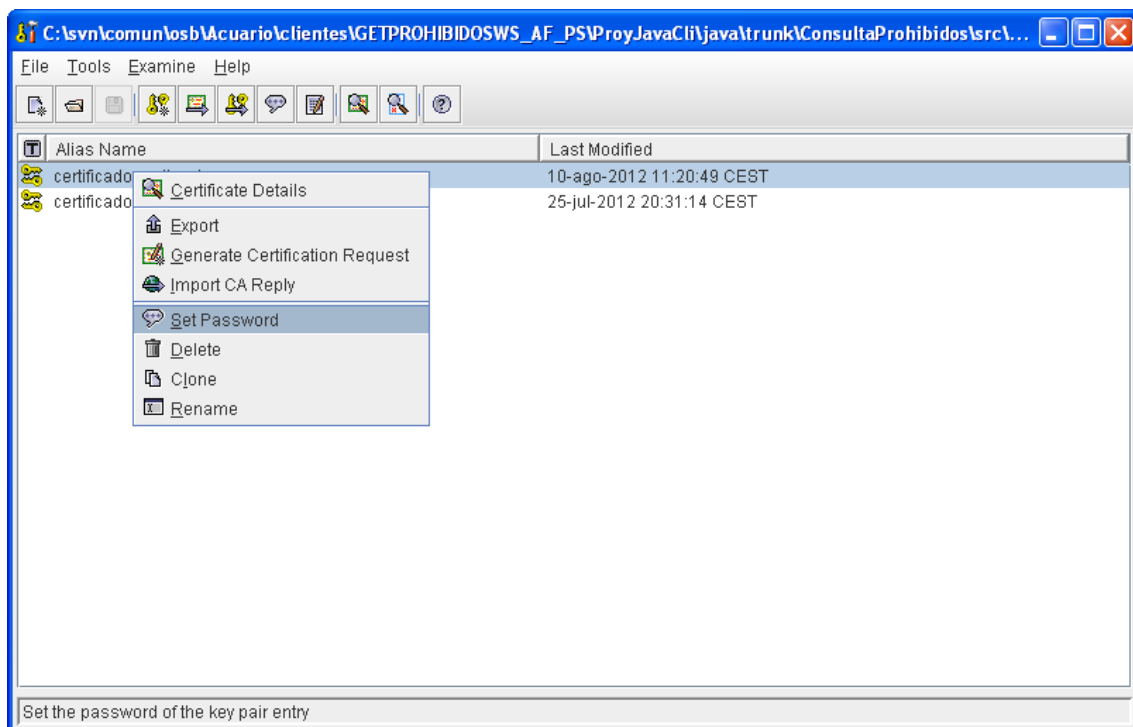 C:\svn\comun\osb\Acuario\clientes\GETPROHIBIDOSWS_AF_PS\ProyJavaCli\java\trunk\ConsultaProhibidos\src\...
File Tools Examine Help
T Alias Name Last Modified
certificado 10-ago-2012 11:20:49 CEST
certificado 25-jul-2012 20:31:14 CEST
Certificate Details
Export
Generate Certification Request
Import CA Reply
Set Password
Delete
Clone
Rename
Set the password of the key pair entry